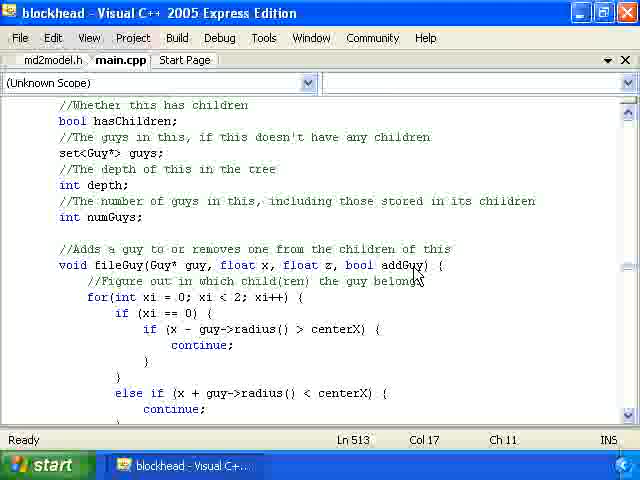 blockhead - Visual C++ 2005 Express Edition
File Edit View Project Build Debug Tools Window Community Help
md2model.h main.cpp Start Page
(Unknown Scope)
//Whether this has children
bool hasChildren;
//The guys in this, if this doesn't have any children
set<Guy*> guys;
//The depth of this in the tree
int depth;
//The number of guys in this, including those stored in its children
int numGuys;
//Adds a guy to or removes one from the children of this
void fileGuy(Guy* guy, float x, float z, bool addGuy) {
//Figure out in which child(ren) the guy belongs
for(int xi = 0; xi < 2; xi++) {
if (xi == 0) {
if (x - guy->radius() > centerX) {
continue;
}
}
else if (x + guy->radius() < centerX) {
continue;
}
Ready Ln 513 Col 17 Ch 11 INS
start blockhead - Visual C++...